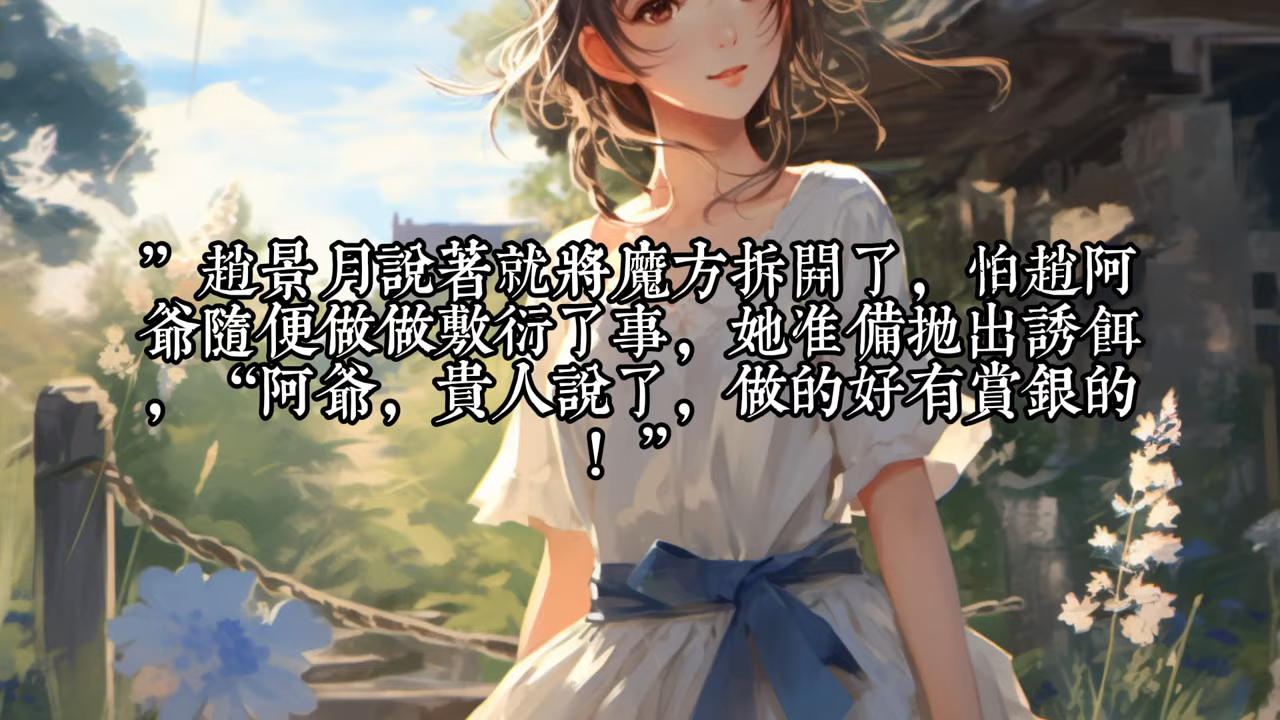 ”趙景月說著就將魔方拆開了，怕趙阿
爺隨便做做敷衍了事，她准備拋出誘餌
，“阿爺，貴人說了，做的好有賞銀的
！”